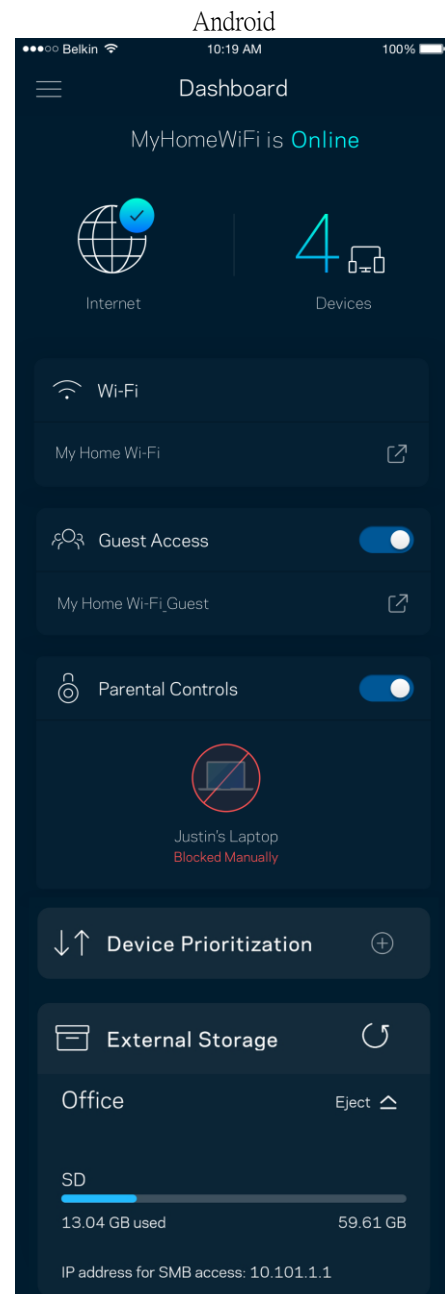 Android
Belkin 10:19 AM 100%
Dashboard
MyHomeWiFi is Online
4
Internet Devices
Wi-Fi
My Home Wi-Fi
Guest Access
My Home Wi-Fi_Guest
Parental Controls
Justin's Laptop
Blocked Manually
Device Prioritization
External Storage
Office Eject
SD
13.04 GB used 59.61 GB
IP address for SMB access: 10.101.1.1